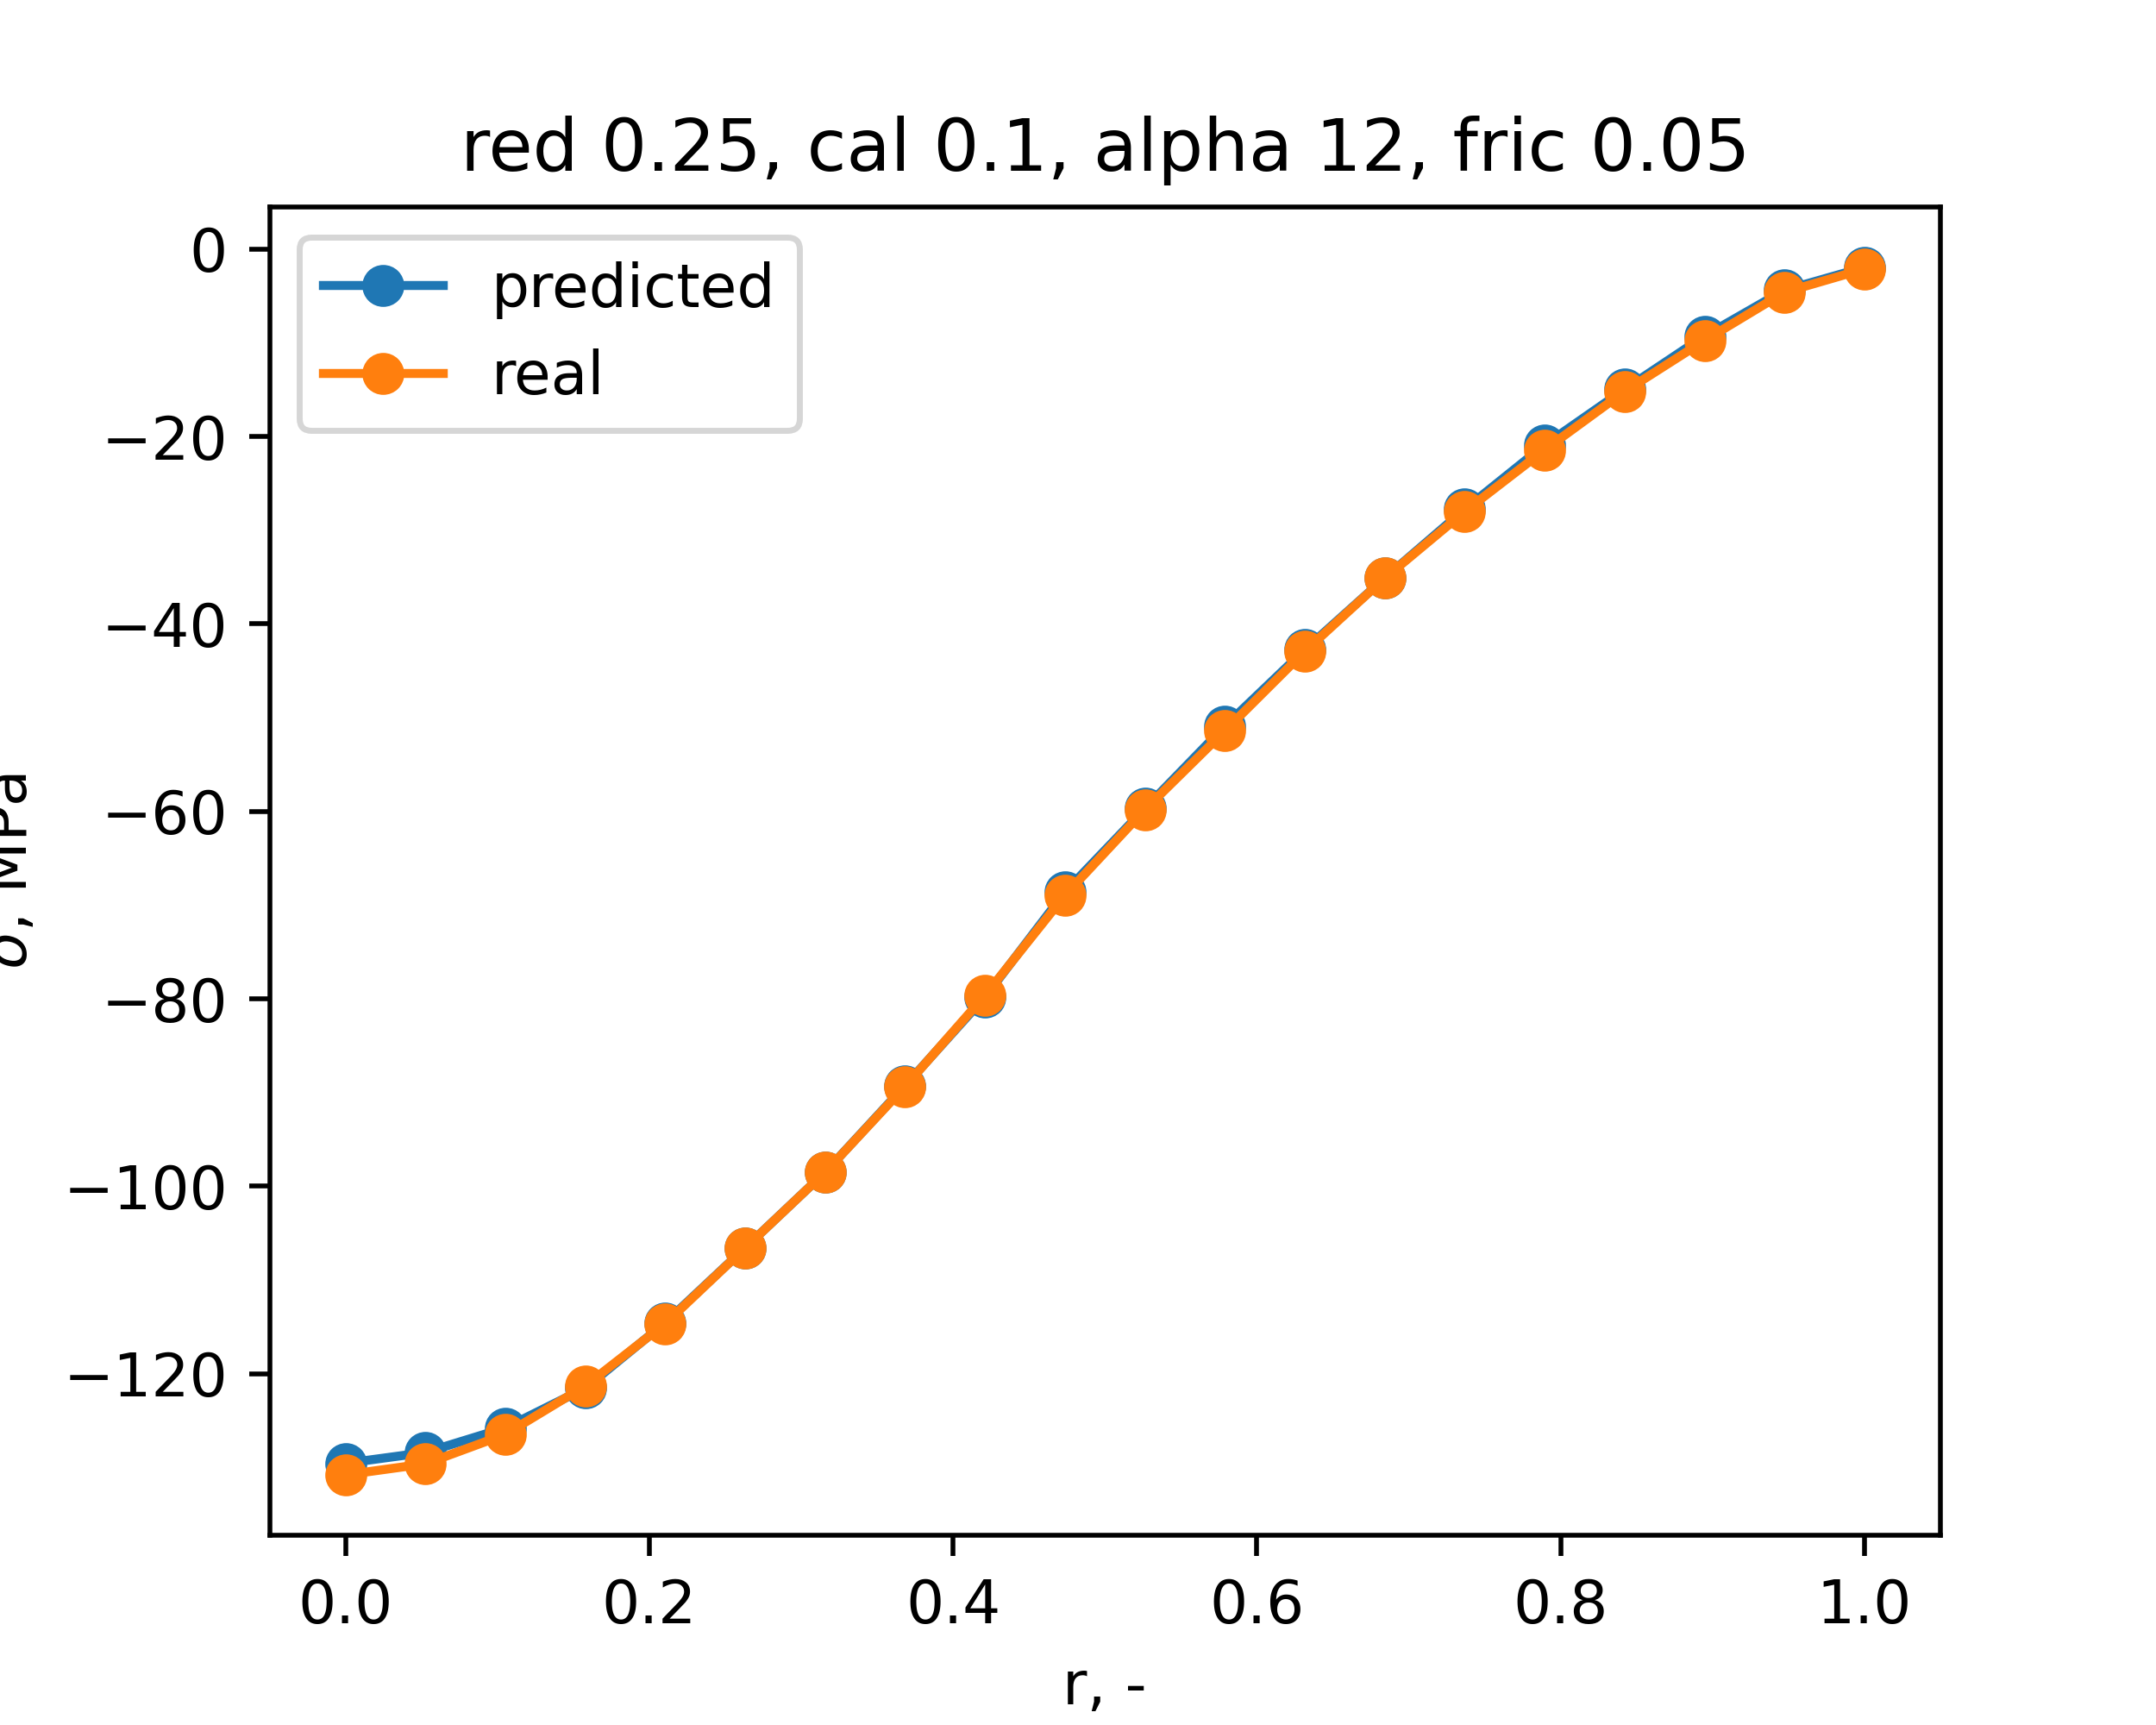 red 0.25, cal 0.1, alpha 12, fric 0.05
predicted
real
0
−20
−40
−60
−80
−100
−120
σ, MPa
0.0 0.2 0.4 0.6 0.8 1.0
r, -